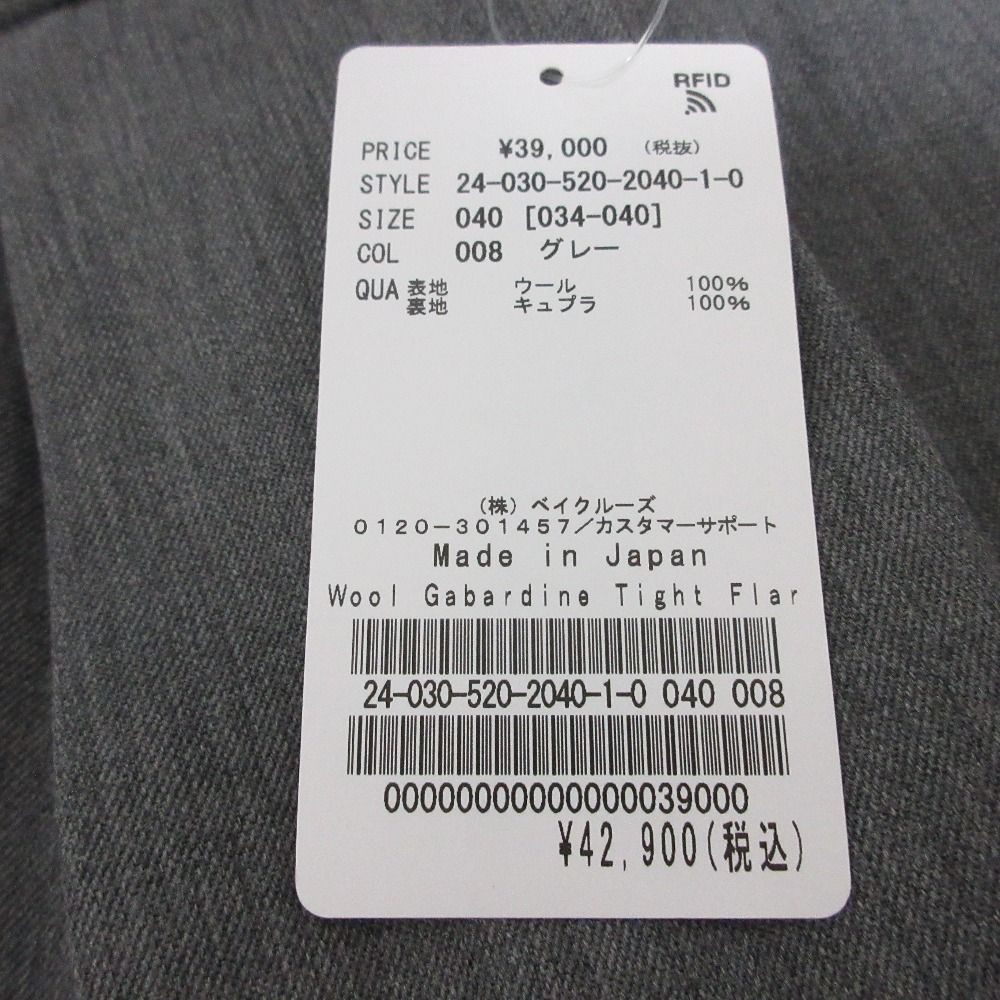 RFID
PRICE ¥39,000 (税抜)
STYLE 24-030-520-2040-1-0
SIZE 040 [034-040]
COL 008 グレー
QUA 表地 ウール 100%
裏地 キュプラ 100%
(株)ベイクルーズ
0120-301457/カスタマーサポート
Made in Japan
Wool Gabardine Tight Flar
24-030-520-2040-1-0 040 008
00000000000000039000
¥42,900(税込)